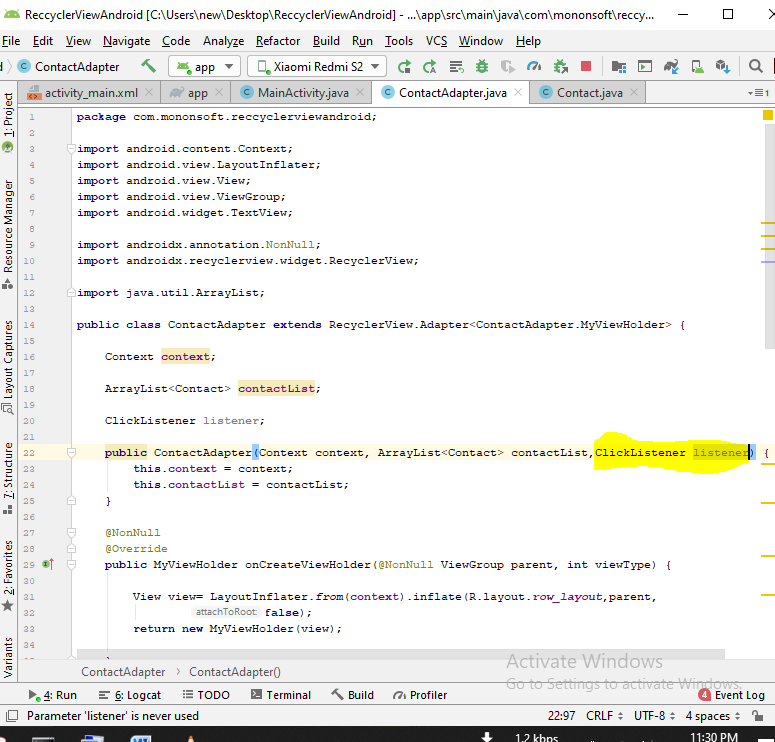 ReccyclerViewAndroid [C:\Users\new\Desktop\ReccyclerViewAndroid] - ...\app\src\main\java\com\mononsoft\reccy...
File Edit View Navigate Code Analyze Refactor Build Run Tools VCS Window Help
ContactAdapter app Xiaomi Redmi S2
activity_main.xml app MainActivity.java ContactAdapter.java Contact.java 1
1: Project
Resource Manager
Layout Captures
7: Structure
2: Favorites
Variants
1 package com.mononsoft.reccyclerviewandroid;
2
3 import android.content.Context;
4 import android.view.LayoutInflater;
5 import android.view.View;
6 import android.view.ViewGroup;
7 import android.widget.TextView;
8
9 import androidx.annotation.NonNull;
10 import androidx.recyclerview.widget.RecyclerView;
11
12 import java.util.ArrayList;
13
14 public class ContactAdapter extends RecyclerView.Adapter<ContactAdapter.MyViewHolder> {
15
16 Context context;
17
18 ArrayList<Contact> contactList;
19
20 ClickListener listener;
21
22 public ContactAdapter(Context context, ArrayList<Contact> contactList,ClickListener listener) {
23 this.context = context;
24 this.contactList = contactList;
25 }
26
27 @NonNull
28 @Override
29 public MyViewHolder onCreateViewHolder(@NonNull ViewGroup parent, int viewType) {
30
31 View view= LayoutInflater.from(context).inflate(R.layout.row_layout,parent,
32 attachToRoot: false);
33 return new MyViewHolder(view);
34
ContactAdapter › ContactAdapter()
Activate Windows
Go to Settings to activate Windows.
4: Run 6: Logcat TODO Terminal Build Profiler 4 Event Log
Parameter 'listener' is never used 22:97 CRLF UTF-8 4 spaces
1.2 kbps 11:30 PM